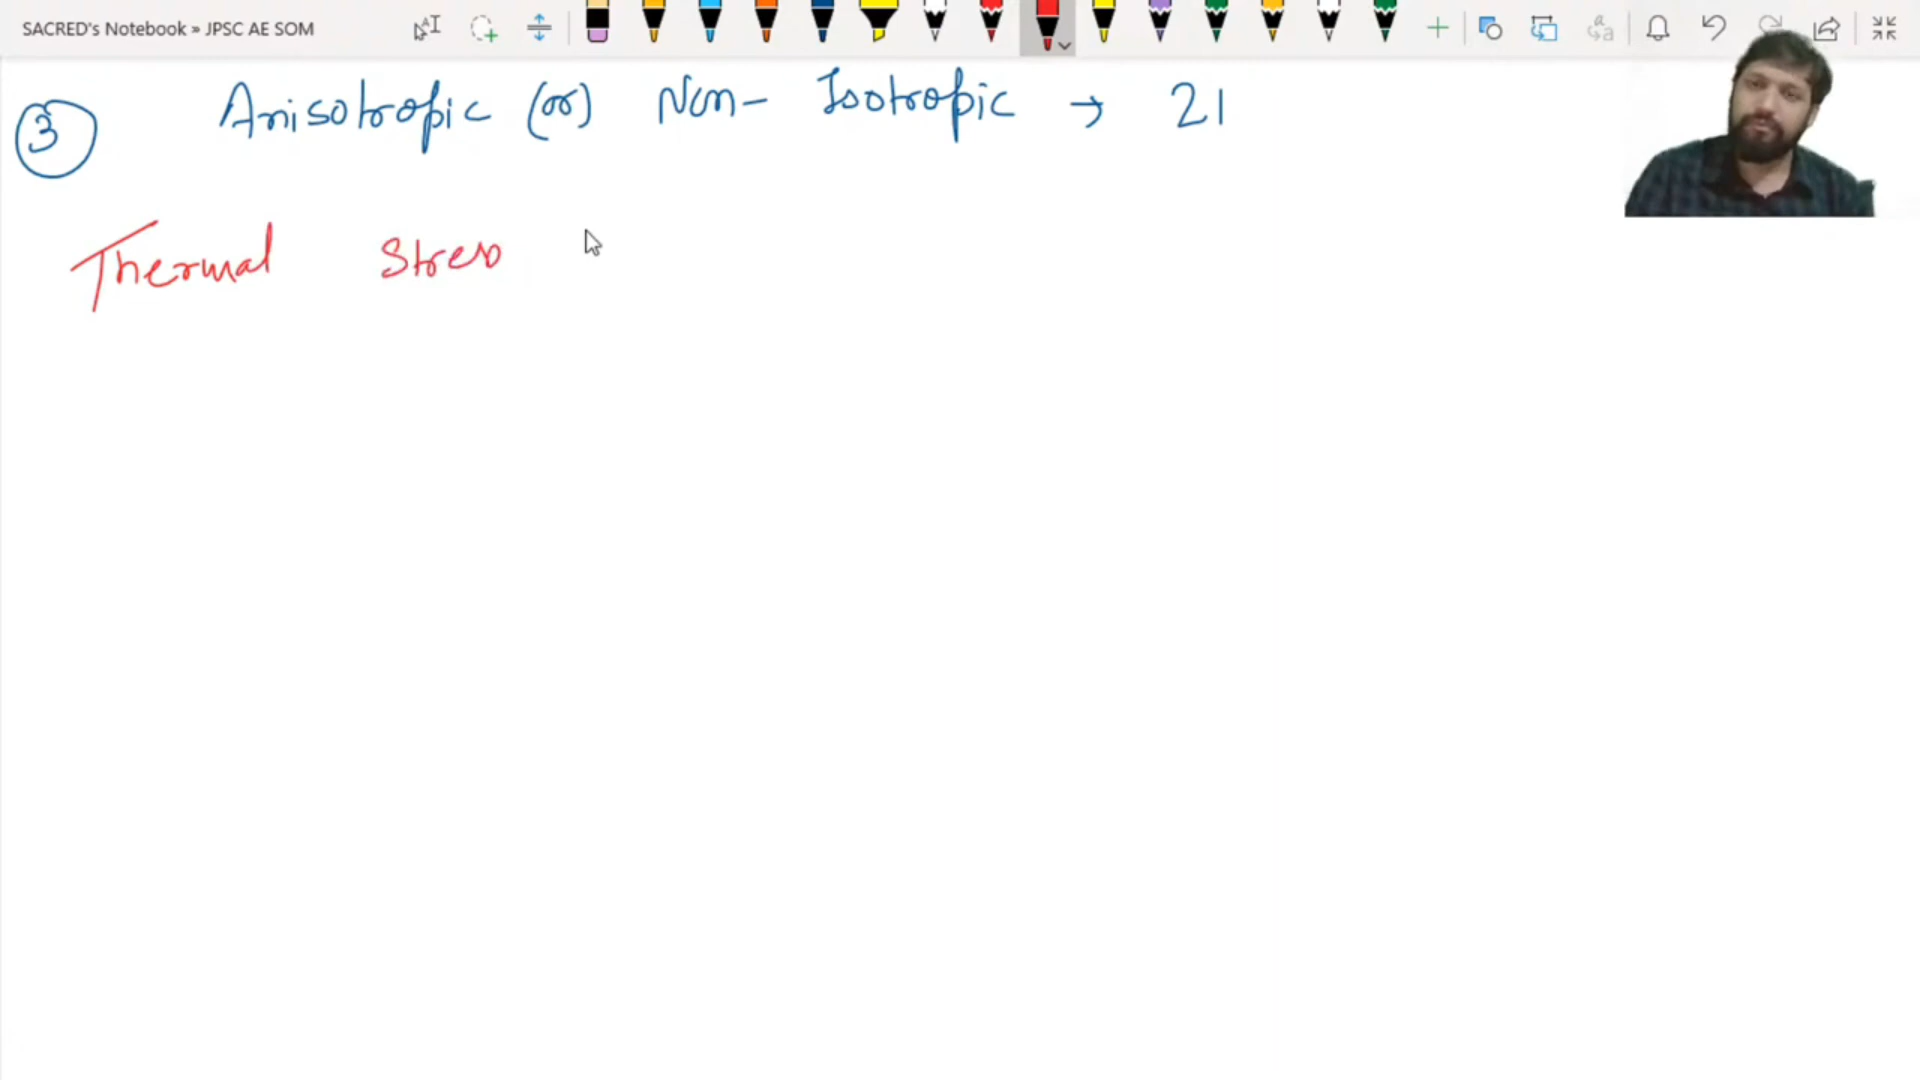 SACRED's Notebook » JPSC AE SOM
3 Anisotropic (or) Non-Isotropic → 21
Thermal Stress